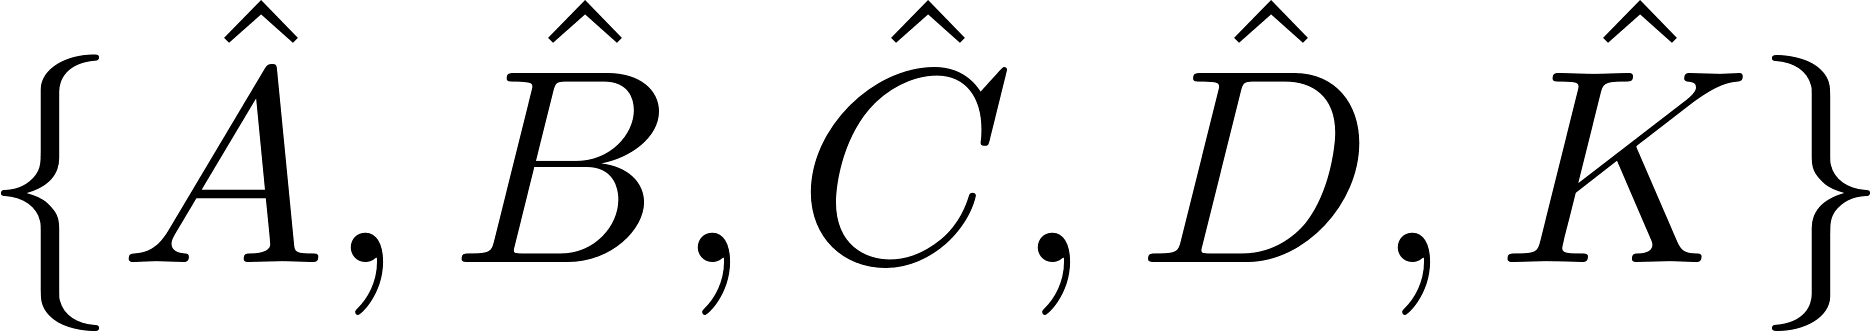 {Â, B̂, Ĉ, D̂, K̂}